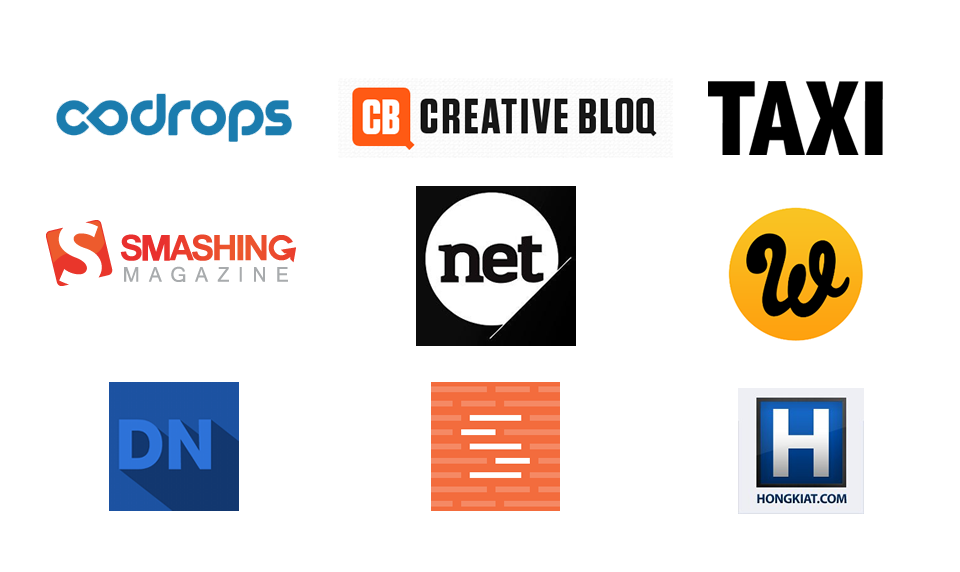 codrops
CB CREATIVE BLOQ
TAXI
S SMASHING
MAGAZINE
net
W
DN
S
H
HONGKIAT.COM